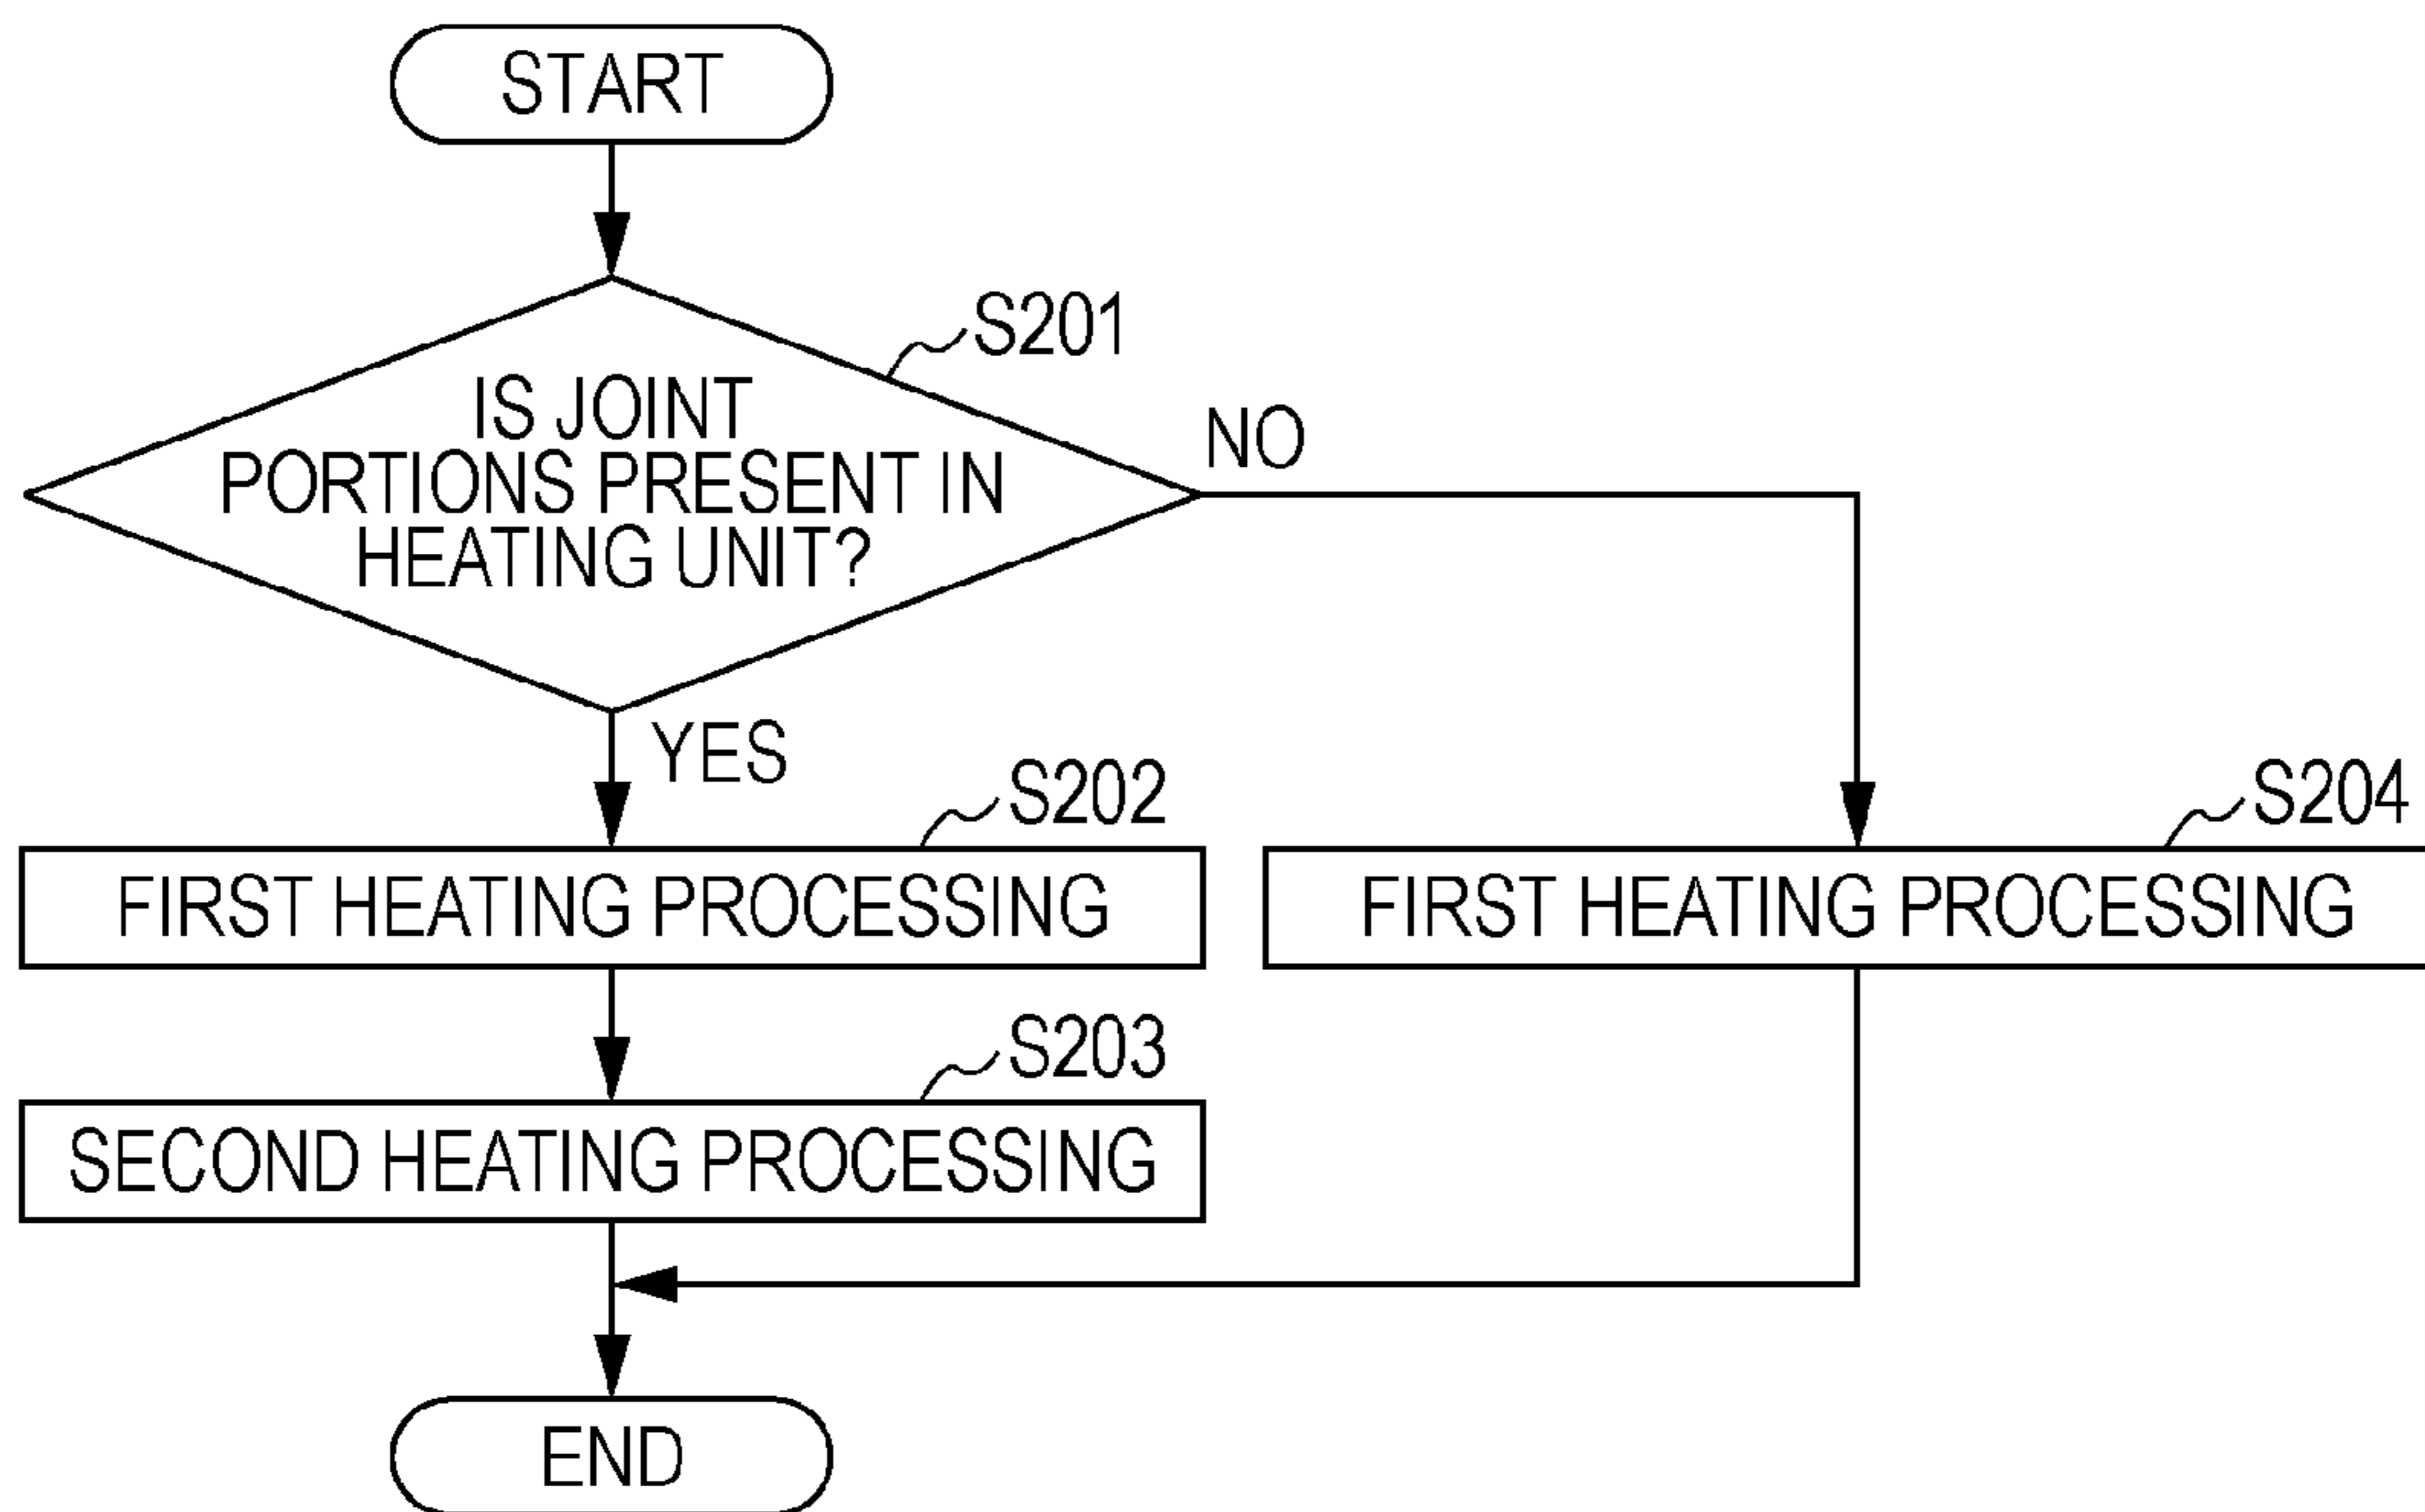 START
S201
IS JOINT
PORTIONS PRESENT IN
HEATING UNIT?
NO
YES
S202
FIRST HEATING PROCESSING
S204
FIRST HEATING PROCESSING
S203
SECOND HEATING PROCESSING
END